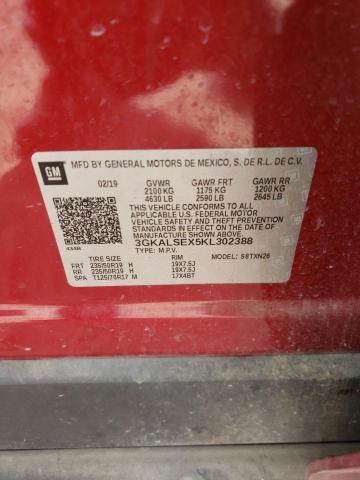 GM
MFD BY GENERAL MOTORS DE MEXICO, S. DE R.L. DE C.V.
02/19 GVWR GAWR FRT GAWR RR
2100 KG 1175 KG 1200 KG
4630 LB 2590 LB 2645 LB
THIS VEHICLE CONFORMS TO ALL
APPLICABLE U.S. FEDERAL MOTOR
VEHICLE SAFETY AND THEFT
PREVENTION STANDARDS IN EFFECT ON
THE DATE OF MANUFACTURE SHOWN ABOVE.
3GKALSEX5KL302388
434B TYPE: M.P.V. MODEL: S8TXN26
TIRE SIZE RIM
FRT 235/50R19 H 19X7.5J
RR 235/50R19 H 19X7.5J
SPA T125/70R17 M 17X4BT